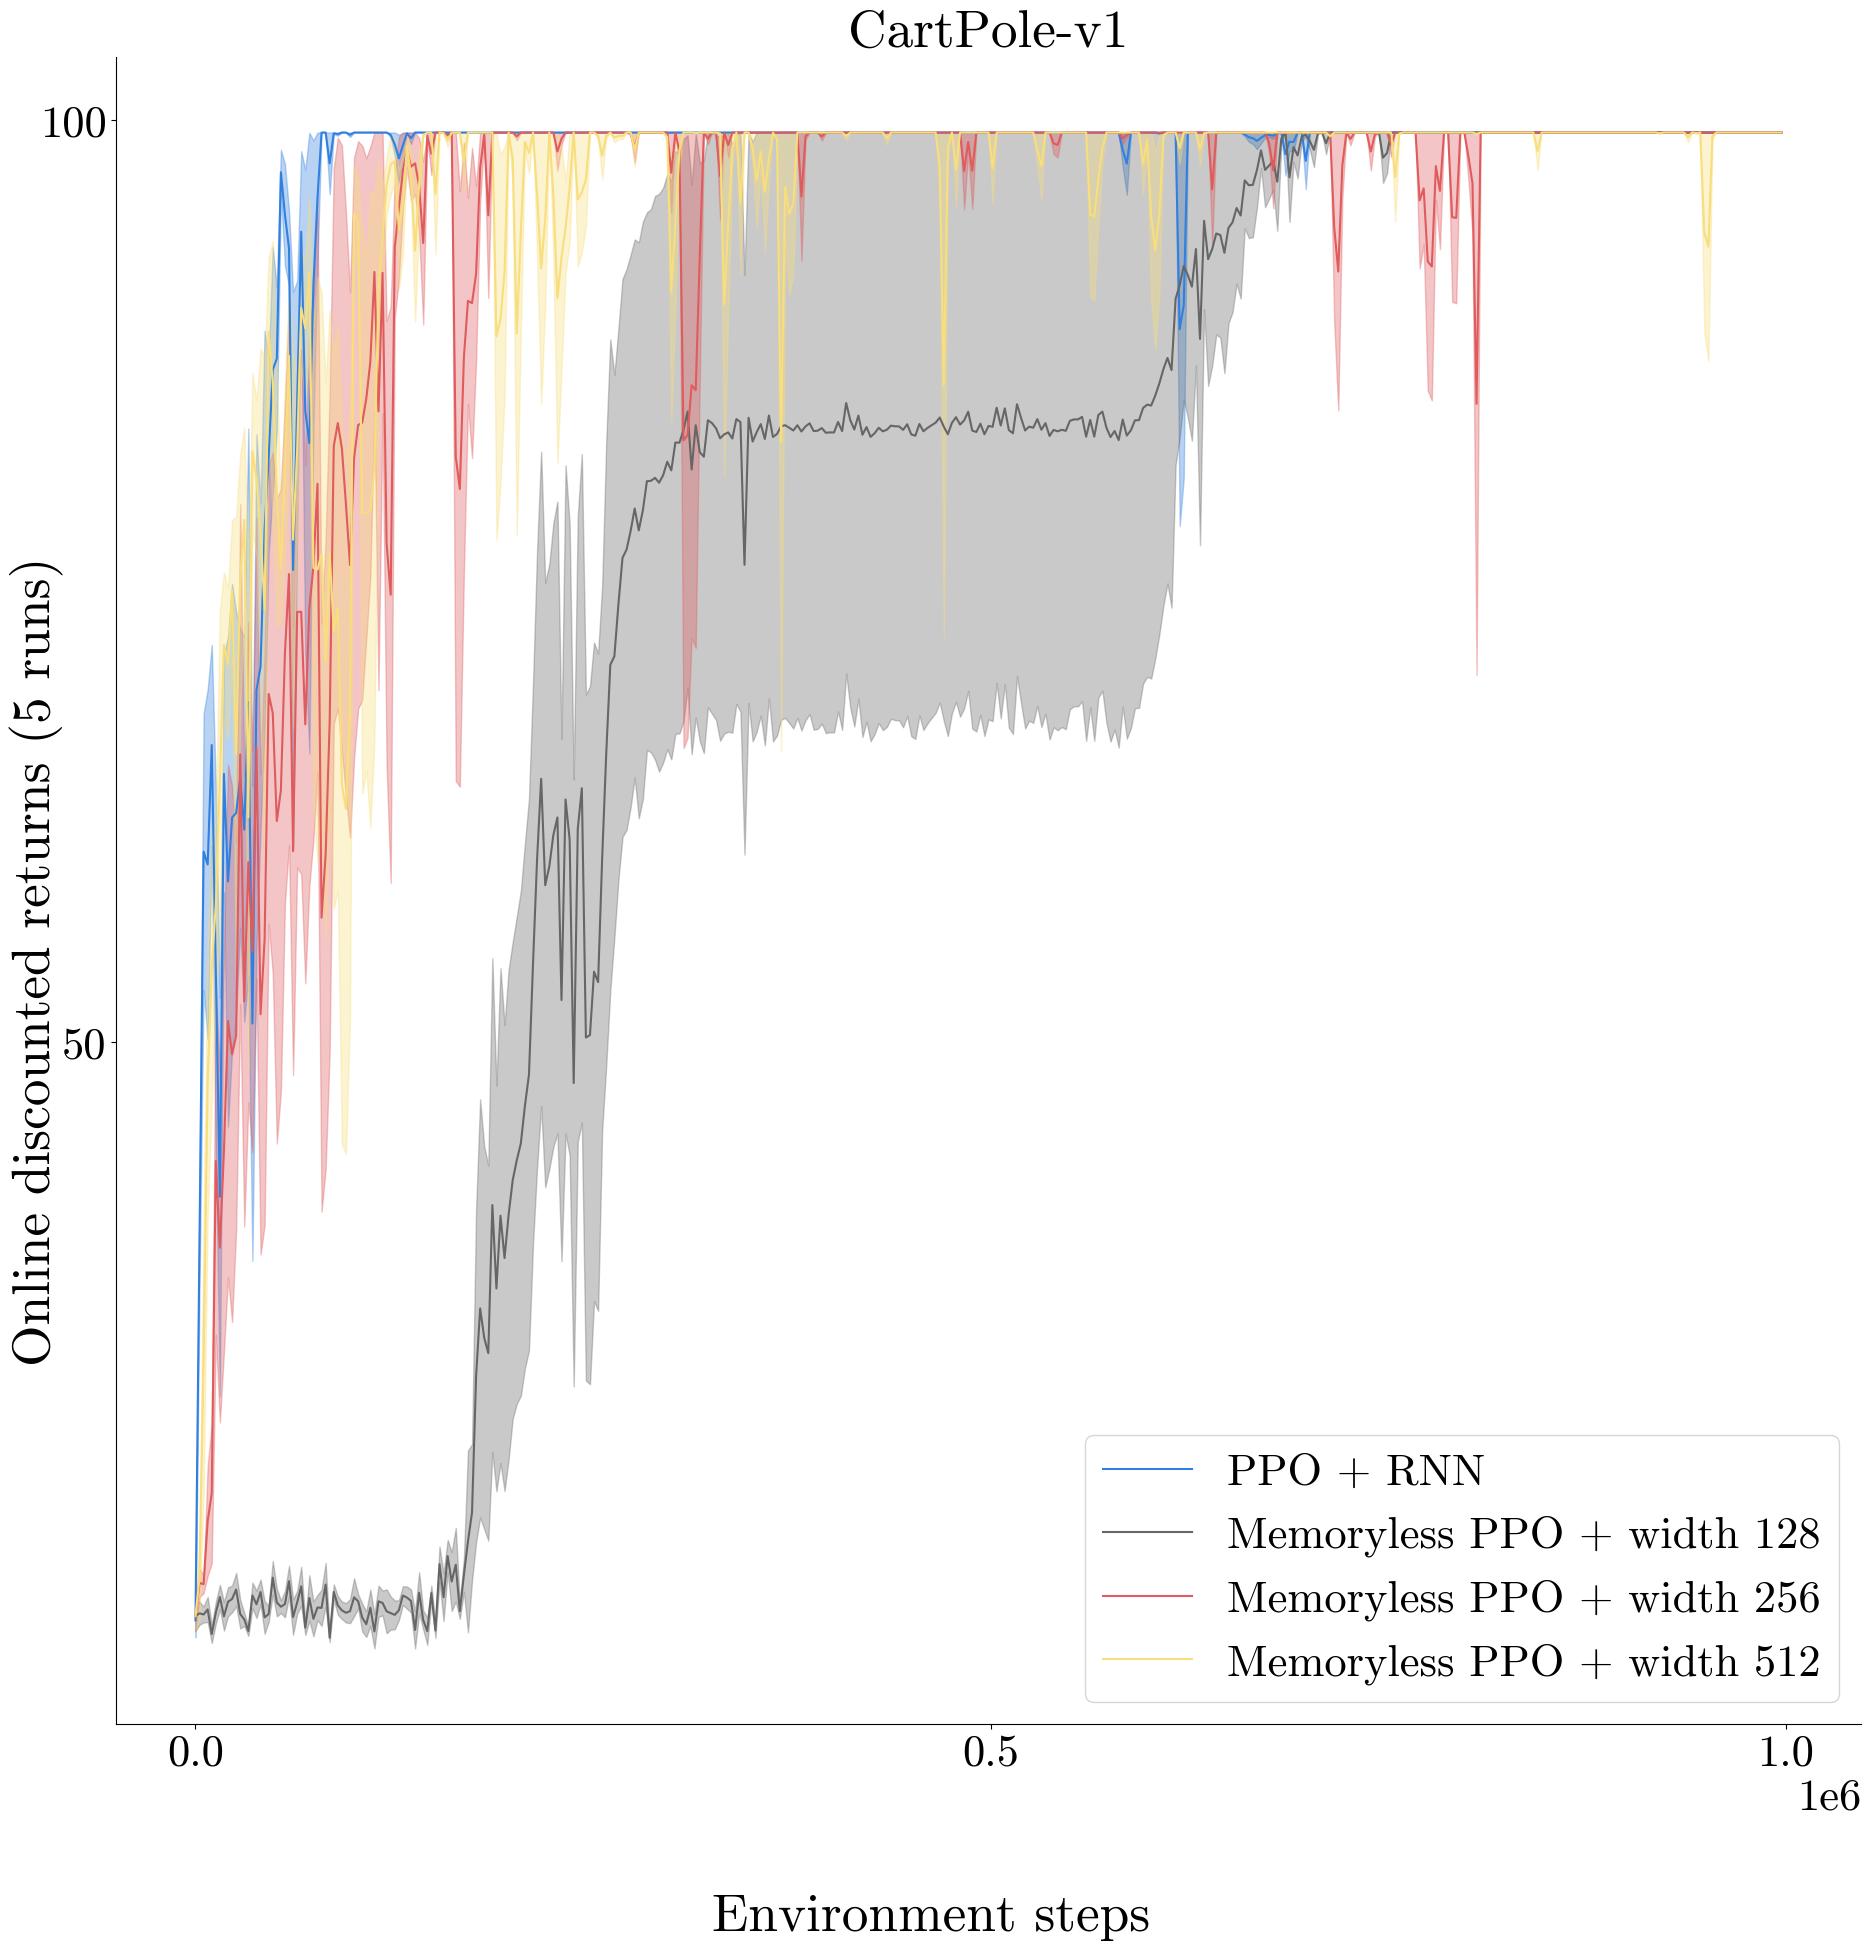 CartPole-v1
100
50
Online discounted returns (5 runs)
PPO + RNN
Memoryless PPO + width 128
Memoryless PPO + width 256
Memoryless PPO + width 512
0.0
0.5
1.0
1e6
Environment steps